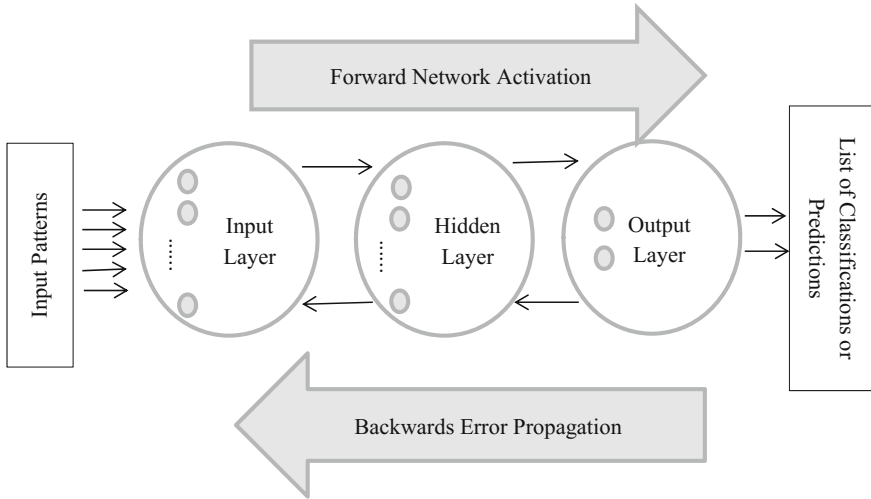 Forward Network Activation
Input Patterns
Input
Layer
......
Hidden
Layer
......
Output
Layer
List of Classifications or
Predictions
Backwards Error Propagation